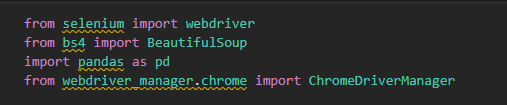 from selenium import webdriver
from bs4 import BeautifulSoup
import pandas as pd
from webdriver_manager.chrome import ChromeDriverManager